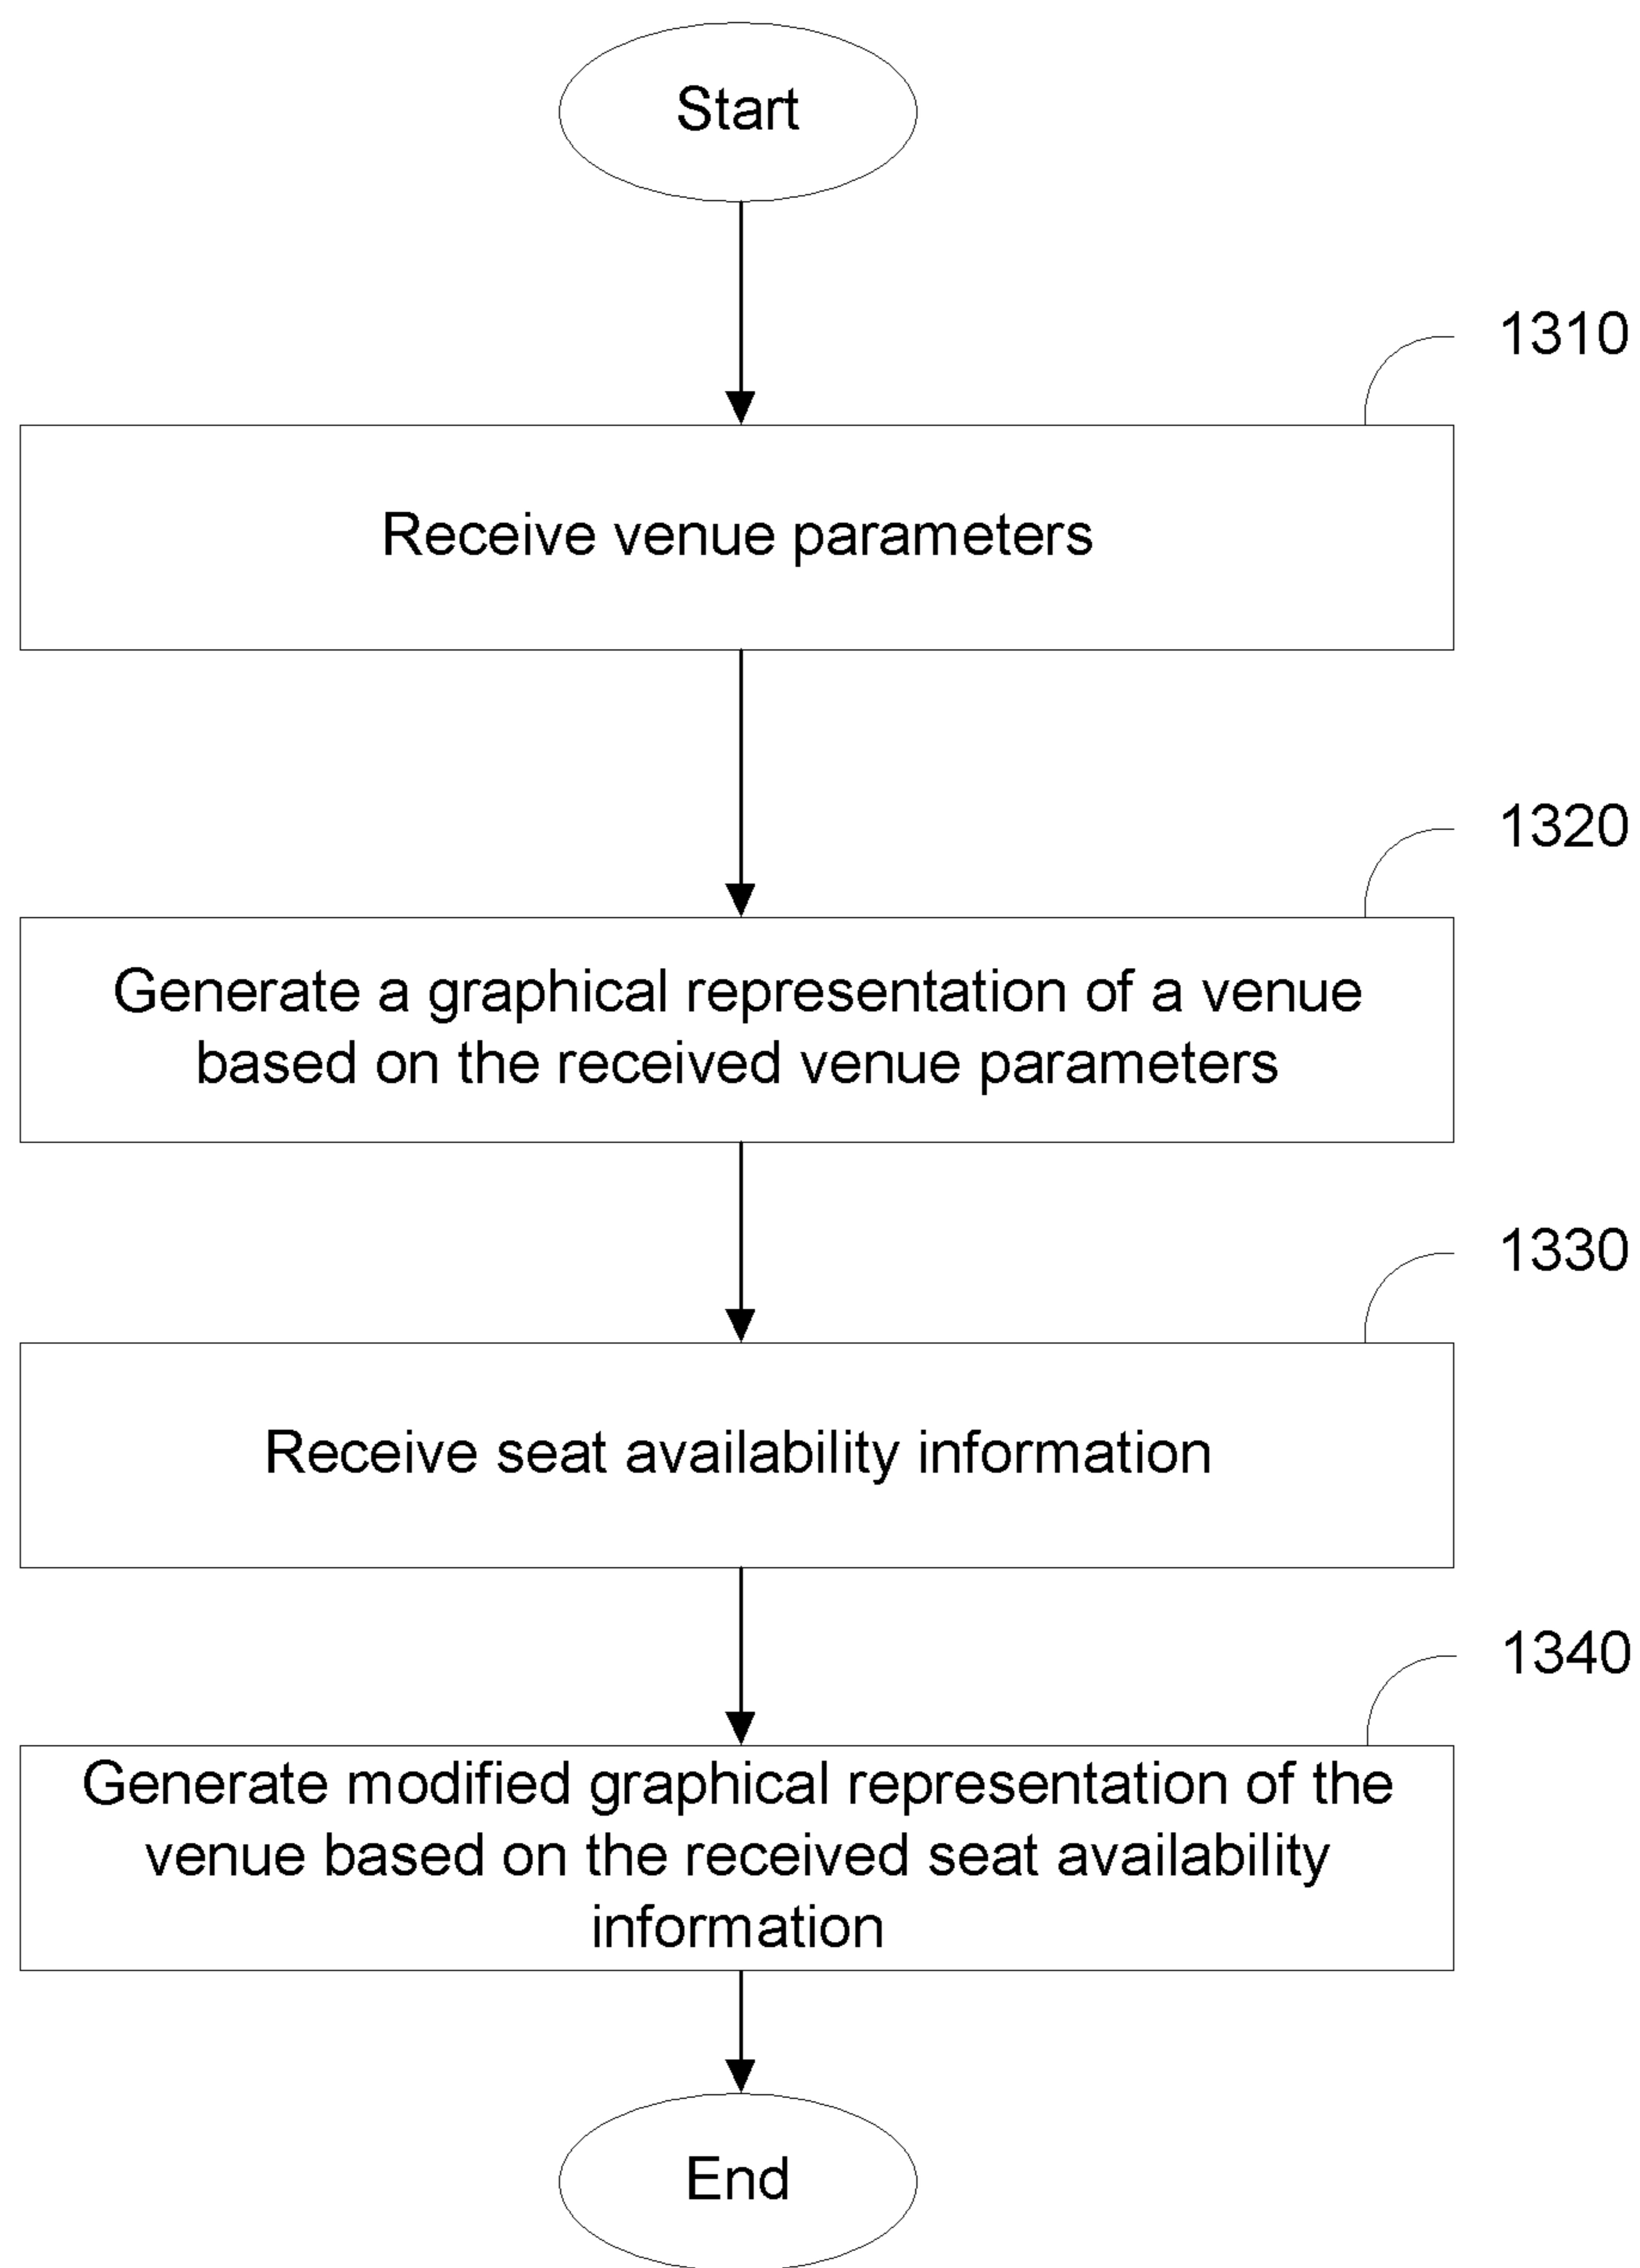 Start
1310
Receive venue parameters
1320
Generate a graphical representation of a venue
based on the received venue parameters
1330
Receive seat availability information
1340
Generate modified graphical representation of the
venue based on the received seat availability
information
End